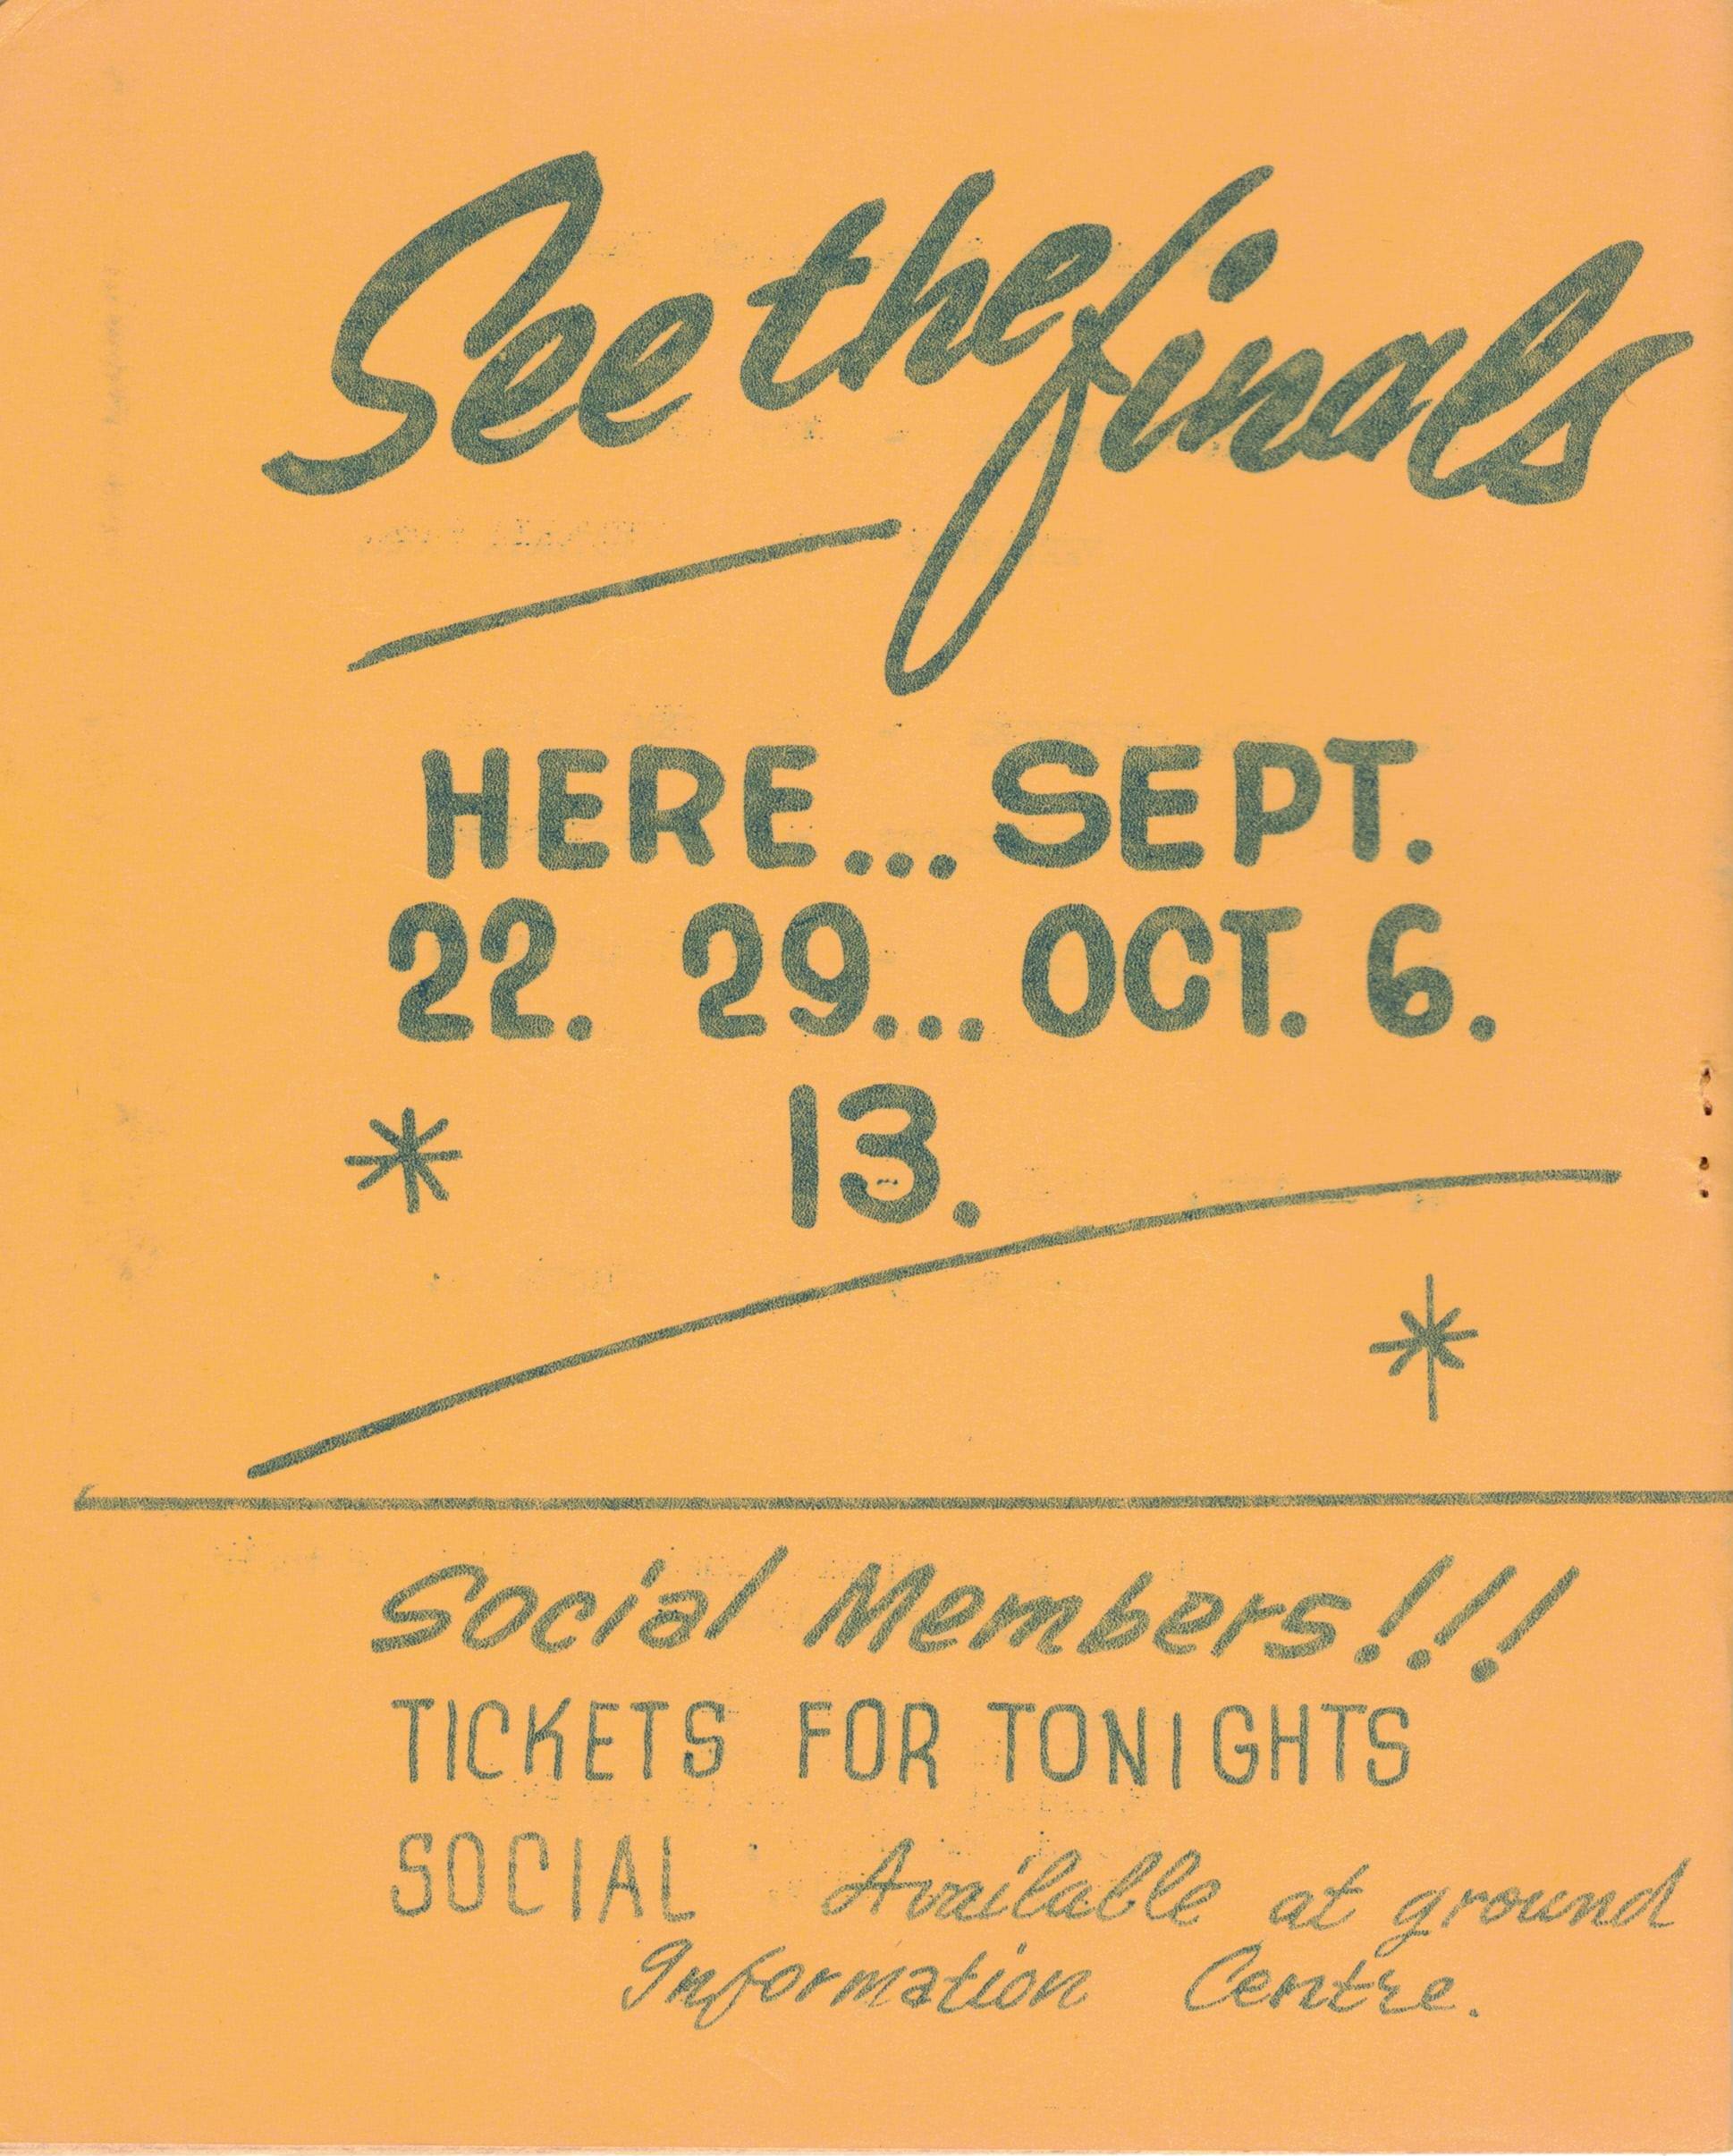 See the finals
HERE... SEPT.
22. 29... OCT. 6.
13.
Social Members!!!
TICKETS FOR TONIGHTS
SOCIAL Available at ground
Information Centre.